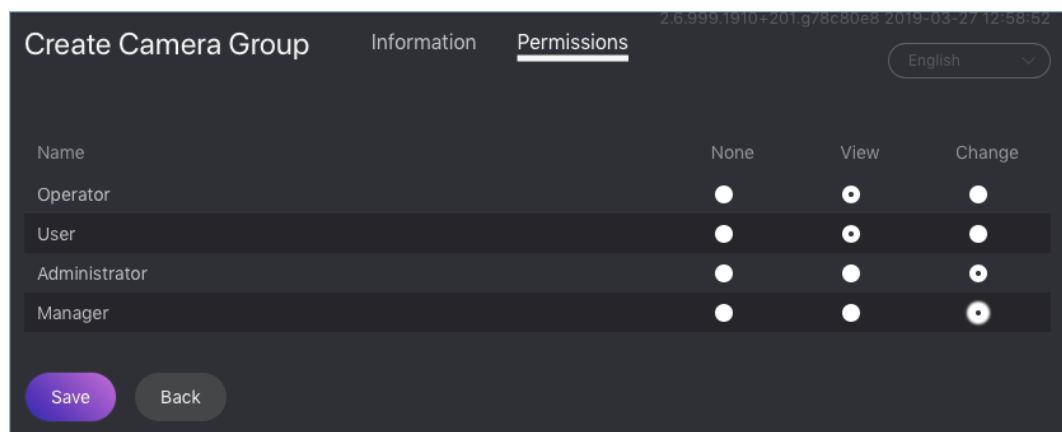 2.6.999.1910+201.g78c80e8 2019-03-27 12:58:52
Create Camera Group Information Permissions
English
Name None View Change
Operator
User
Administrator
Manager
Save Back